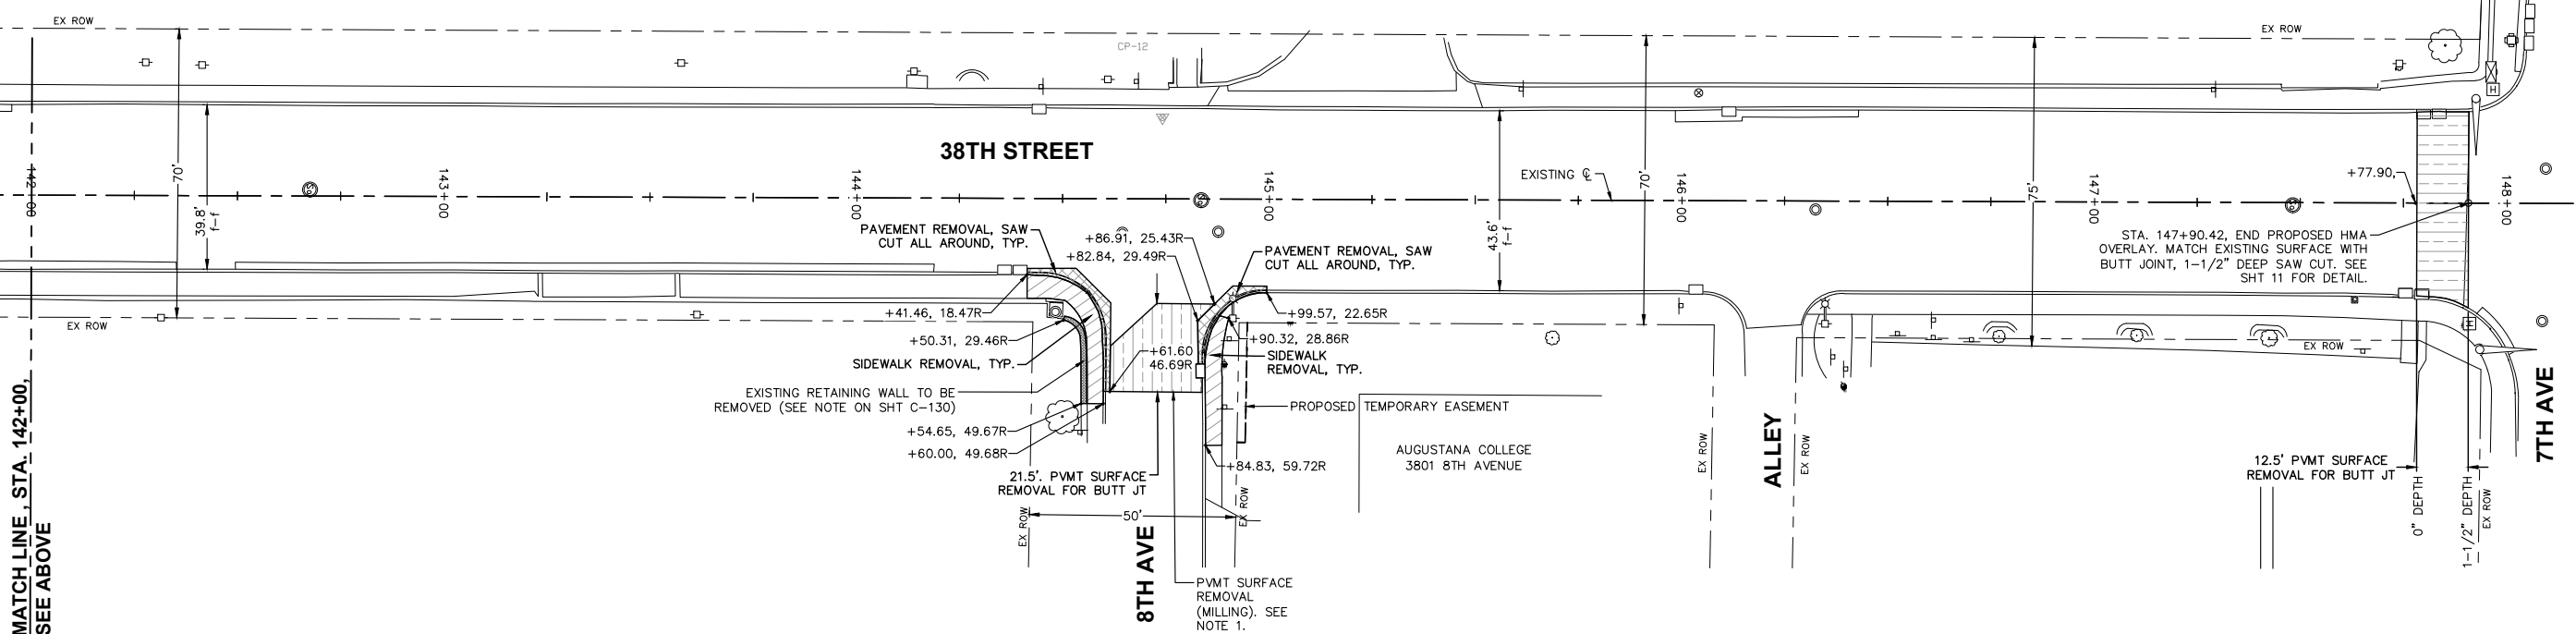 EX ROW
CP-12
EX ROW
38TH STREET
70'
39.8'
f-f
142+00
143+00
144+00
145+00
146+00
147+00
148+00
EXISTING ℄
70'
43.6'
f-f
75'
+77.90,
STA. 147+90.42, END PROPOSED HMA
OVERLAY. MATCH EXISTING SURFACE WITH
BUTT JOINT, 1-1/2" DEEP SAW CUT. SEE
SHT 11 FOR DETAIL.
PAVEMENT REMOVAL, SAW
CUT ALL AROUND, TYP.
+86.91, 25.43R
+82.84, 29.49R
PAVEMENT REMOVAL, SAW
CUT ALL AROUND, TYP.
EX ROW
+41.46, 18.47R
+50.31, 29.46R
SIDEWALK REMOVAL, TYP.
EXISTING RETAINING WALL TO BE
REMOVED (SEE NOTE ON SHT C-130)
+54.65, 49.67R
+60.00, 49.68R
+61.60
46.69R
+99.57, 22.65R
+90.32, 28.86R
SIDEWALK
REMOVAL, TYP.
PROPOSED TEMPORARY EASEMENT
AUGUSTANA COLLEGE
3801 8TH AVENUE
+84.83, 59.72R
21.5'. PVMT SURFACE
REMOVAL FOR BUTT JT
50'
EX ROW
EX ROW
8TH AVE
PVMT SURFACE
REMOVAL
(MILLING). SEE
NOTE 1.
EX ROW
ALLEY
EX ROW
EX ROW
H
H
12.5' PVMT SURFACE
REMOVAL FOR BUTT JT
0" DEPTH
1-1/2" DEPTH
EX ROW
7TH AVE
MATCH LINE , STA. 142+00,
SEE ABOVE